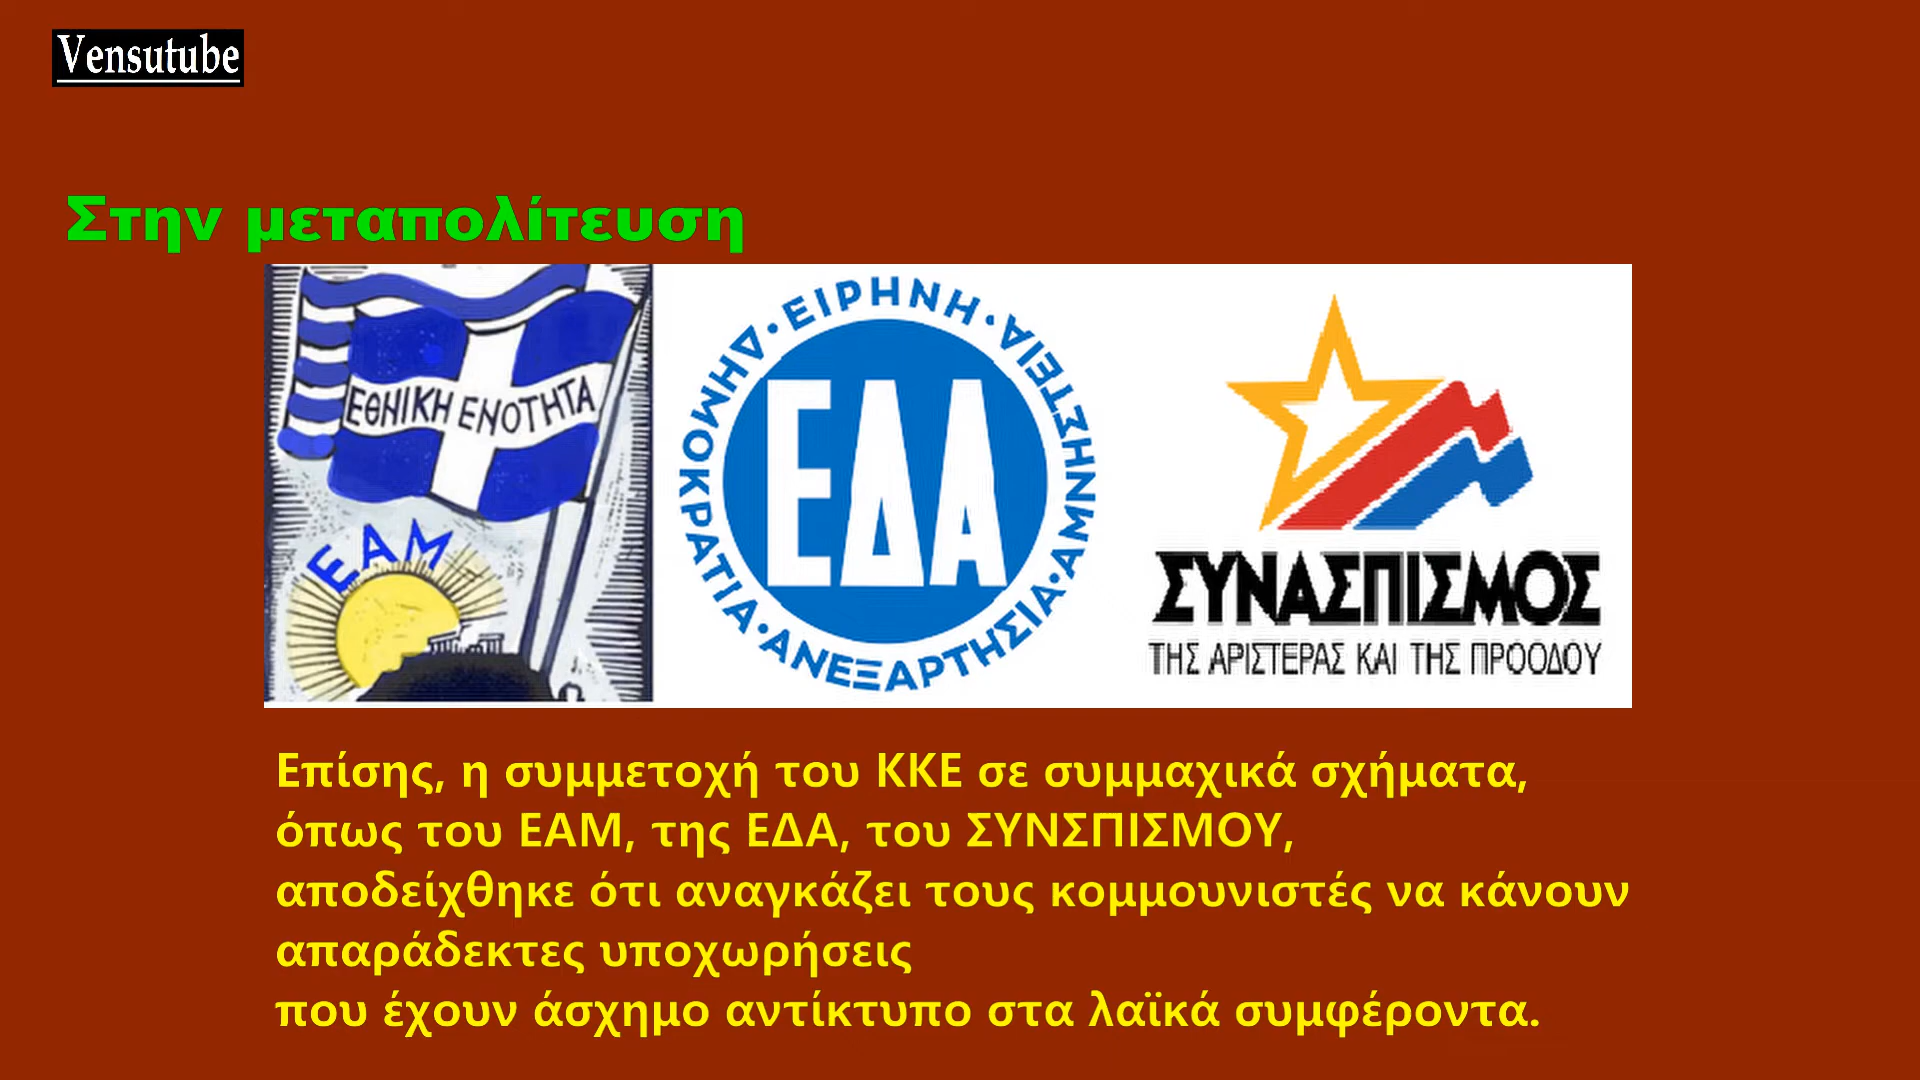 Vensutube
Στην μεταπολίτευση
ΕΘΝΙΚΗ ΕΝΟΤΗΤΑ
ΕΑΜ
ΔΗΜΟΚΡΑΤΙΑ • ΕΙΡΗΝΗ • ΑΜΝΗΣΤΕΙΑ • ΑΝΕΞΑΡΤΗΣΙΑ •
ΕΔΑ
ΣΥΝΑΣΠΙΣΜΟΣ
ΤΗΣ ΑΡΙΣΤΕΡΑΣ ΚΑΙ ΤΗΣ ΠΡΟΟΔΟΥ
Επίσης, η συμμετοχή του ΚΚΕ σε συμμαχικά σχήματα,
όπως του ΕΑΜ, της ΕΔΑ, του ΣΥΝΣΠΙΣΜΟΥ,
αποδείχθηκε ότι αναγκάζει τους κομμουνιστές να κάνουν
απαράδεκτες υποχωρήσεις
που έχουν άσχημο αντίκτυπο στα λαϊκά συμφέροντα.